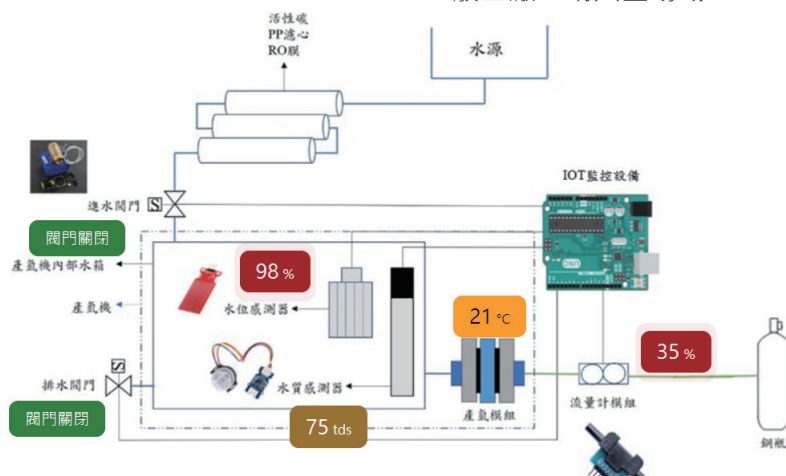 活性碳
PP濾心
RO膜
水源
IOT監控設備
進水閥門
S
閥門關閉
產氫機內部水箱
98 %
水位感測器
產氫機
21 °C
35 %
UNO
S
排水閥門
水質感測器
產氫模組
流量計模組
閥門關閉
75 tds
鋼瓶